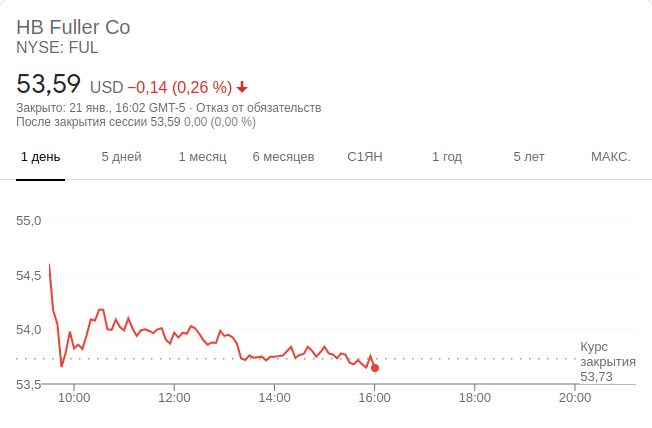 HB Fuller Co
NYSE: FUL
53,59 USD −0,14 (0,26 %)
Закрыто: 21 янв., 16:02 GMT-5 · Отказ от обязательств
После закрытия сессии 53,59 0,00 (0,00 %)
1 день 5 дней 1 месяц 6 месяцев С1ЯН 1 год 5 лет МАКС.
55,0
54,5
54,0
Курс
закрытия
53,73
53,5
10:00 12:00 14:00 16:00 18:00 20:00